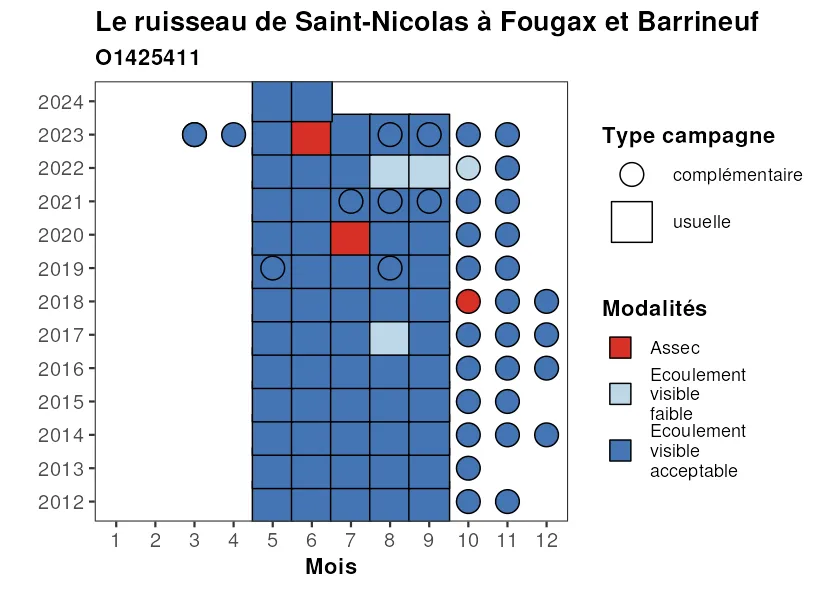 Le ruisseau de Saint-Nicolas à Fougax et Barrineuf
O1425411
2024
2023
2022
2021
2020
2019
2018
2017
2016
2015
2014
2013
2012
1 2 3 4 5 6 7 8 9 10 11 12
Mois
Type campagne
complémentaire
usuelle
Modalités
Assec
Ecoulement
visible
faible
Ecoulement
visible
acceptable